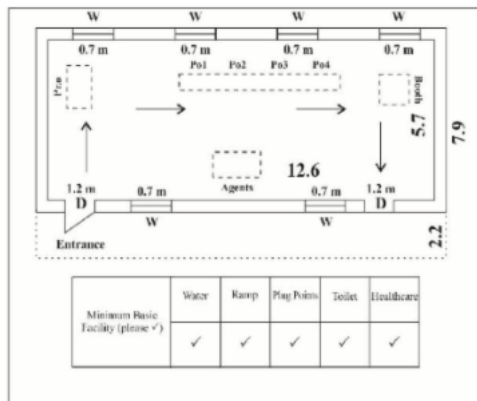 W W W W
0.7 m 0.7 m 0.7 m 0.7 m
Po1 Po2 Po3 Po4
Pr.o
Booth
5.7
7.9
12.6
Agents
1.2 m 0.7 m 0.7 m 1.2 m
D D
W W
Entrance
2.2
Water Ramp Plug Points Toilet Healthcare
Minimum Basic
Facility (please ✓)
✓ ✓ ✓ ✓ ✓